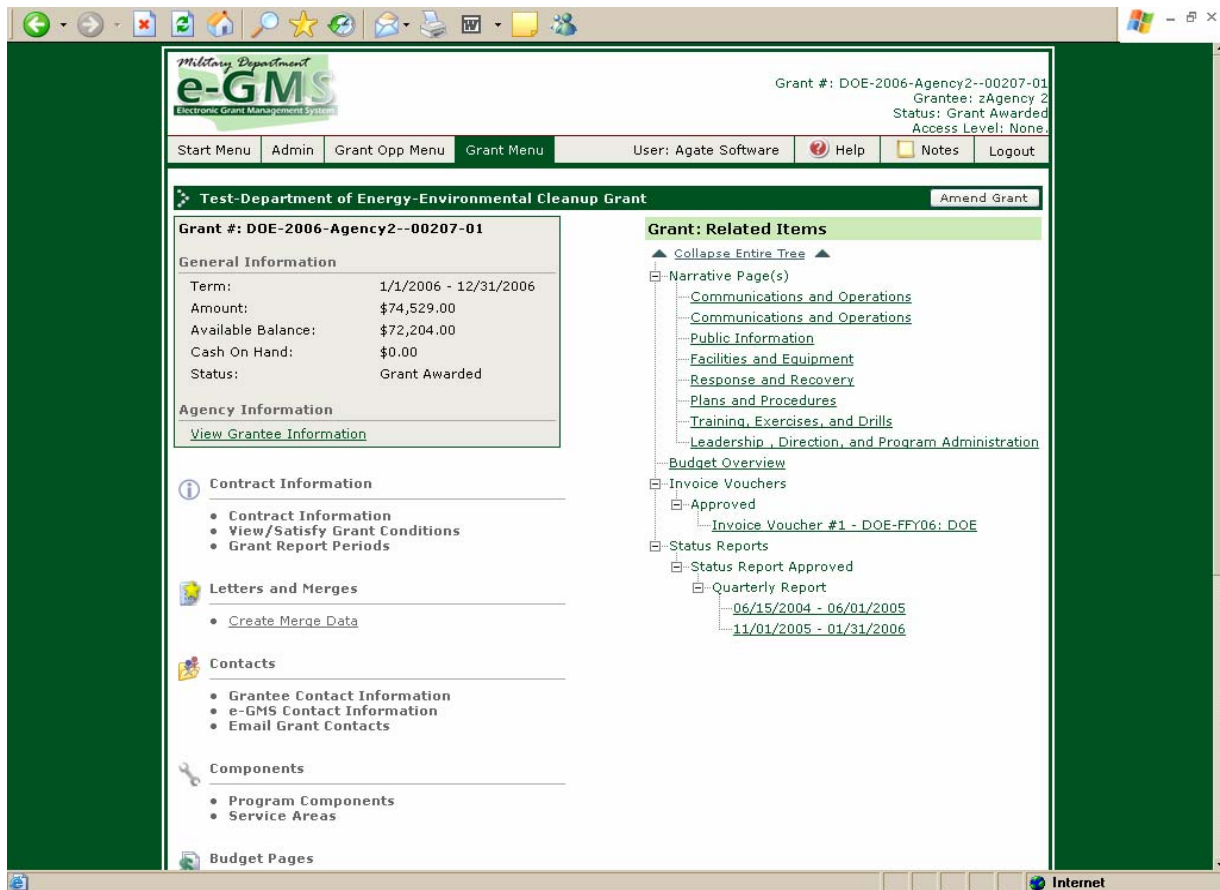 Military Department
e-GMS
Electronic Grant Management System
Grant #: DOE-2006-Agency2--00207-01
Grantee: zAgency 2
Status: Grant Awarded
Access Level: None.
Start Menu Admin Grant Opp Menu Grant Menu User: Agate Software Help Notes Logout
Test-Department of Energy-Environmental Cleanup Grant Amend Grant
Grant #: DOE-2006-Agency2--00207-01
General Information
Term: 1/1/2006 - 12/31/2006
Amount: $74,529.00
Available Balance: $72,204.00
Cash On Hand: $0.00
Status: Grant Awarded
Agency Information
View Grantee Information
Contract Information
Contract Information
View/Satisfy Grant Conditions
Grant Report Periods
Letters and Merges
Create Merge Data
Contacts
Grantee Contact Information
e-GMS Contact Information
Email Grant Contacts
Components
Program Components
Service Areas
Budget Pages
Grant: Related Items
Collapse Entire Tree
Narrative Page(s)
Communications and Operations
Communications and Operations
Public Information
Facilities and Equipment
Response and Recovery
Plans and Procedures
Training, Exercises, and Drills
Leadership , Direction, and Program Administration
Budget Overview
Invoice Vouchers
Approved
Invoice Voucher #1 - DOE-FFY06: DOE
Status Reports
Status Report Approved
Quarterly Report
06/15/2004 - 06/01/2005
11/01/2005 - 01/31/2006
Internet